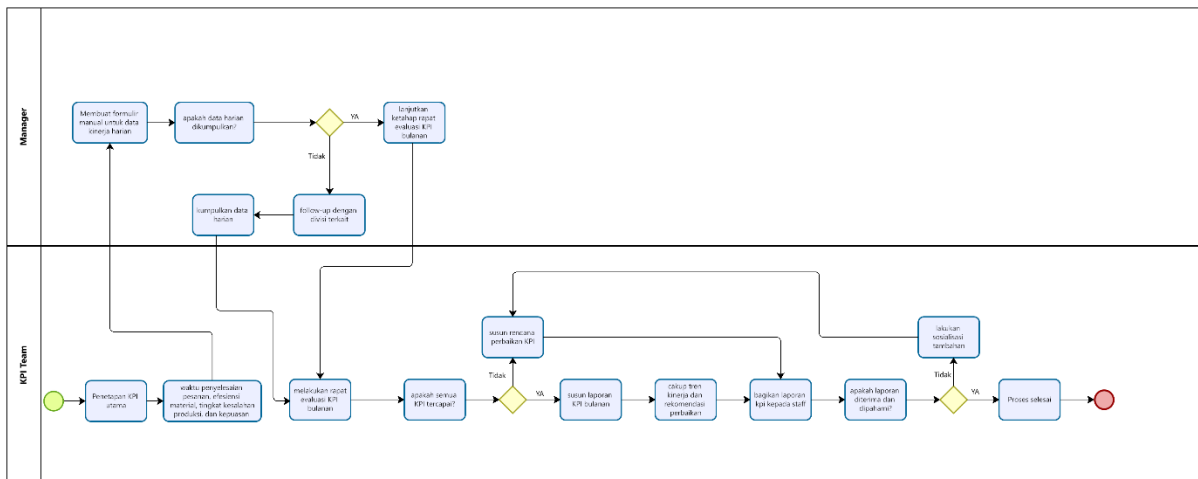 Manager
Membuat formulir
manual untuk data
kinerja harian
apakah data harian
dikumpulkan?
YA
lanjutkan
ketahap rapat
evaluasi KPI
bulanan
Tidak
kumpulkan data
harian
follow-up dengan
divisi terkait
KPI Team
susun rencana
perbaikan KPI
lakukan
sosialisasi
tambahan
Tidak
Tidak
Penetapan KPI
utama
waktu penyelesaian
pesanan, efesiensi
material, tingkat kesalahan
produksi, dan kepuasan
melakukan rapat
evaluasi KPI
bulanan
apakah semua
KPI tercapai?
YA
susun laporan
KPI bulanan
cakup tren
kinerja dan
rekomendasi
perbaikan
bagikan laporan
kpi kepada staff
apakah laporan
diterima dan
dipahami?
YA
Proses selesai